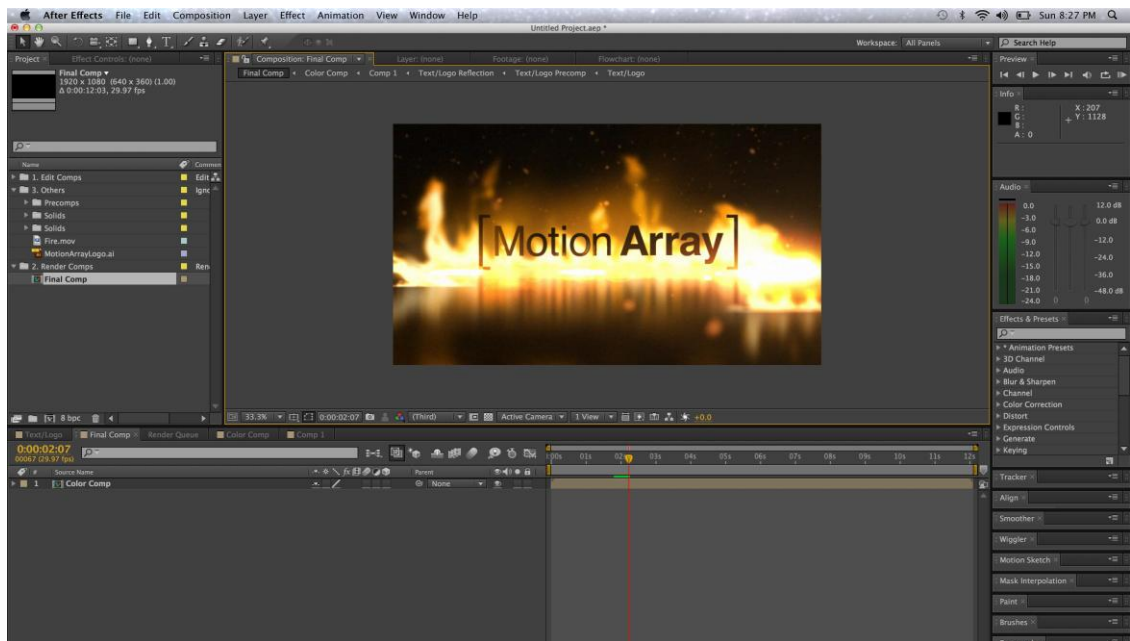 After Effects File Edit Composition Layer Effect Animation View Window Help Sun 8:27 PM
Untitled Project.aep *
Workspace: All Panels Search Help
Project Effect Controls: (none)
Composition: Final Comp Layer: (none) Footage: (none) Flowchart: (none)
Preview
Final Comp
1920 x 1080 (640 x 360) (1.00)
Δ 0:00:12:03, 29.97 fps
Final Comp Color Comp Comp 1 Text/Logo Reflection Text/Logo Precomp Text/Logo
Info
R : X : 207
G : Y : 1128
B :
A : 0
Name Commen
1. Edit Comps Edit
3. Others Ignc
Precomps
Solids
Solids
Fire.mov
MotionArrayLogo.ai
2. Render Comps Ren
Final Comp
[Motion Array]
Audio
0.0 12.0 dB
-3.0 0.0 dB
-6.0
-9.0 -12.0
-12.0
-15.0 -24.0
-18.0 -36.0
-21.0 -48.0 dB
-24.0 0 0
Effects & Presets
* Animation Presets
3D Channel
Audio
Blur & Sharpen
Channel
Color Correction
Distort
Expression Controls
Generate
Keying
8 bpc
33.3% 0:00:02:07 (Third) Active Camera 1 View +0.0
Text/Logo Final Comp Render Queue Color Comp Comp 1
0:00:02:07
00067 (29.97 fps)
:00s 01s 02s 03s 04s 05s 06s 07s 08s 09s 10s 11s 12s
# Source Name Parent
1 Color Comp None
Tracker
Align
Smoother
Wiggler
Motion Sketch
Mask Interpolation
Paint
Brushes